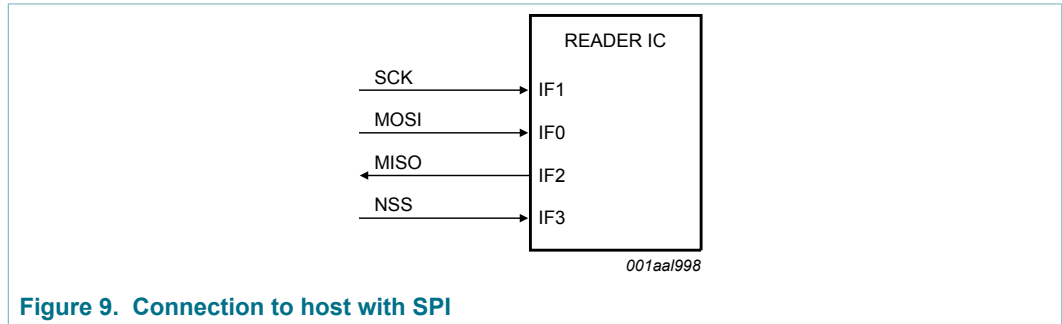 READER IC
SCK
IF1
MOSI
IF0
MISO
IF2
NSS
IF3
001aal998
Figure 9. Connection to host with SPI